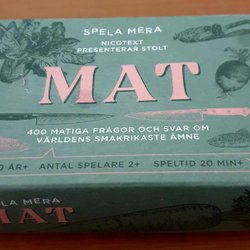 SPELA MERA
NICOTEXT
PRESENTERAR STOLT
MAT
400 MATIGA FRÅGOR OCH SVAR OM
VÄRLDENS SMAKRIKASTE ÄMNE
ÅR+ ANTAL SPELARE 2+ SPELTID 20 MIN+
MERA
MAT